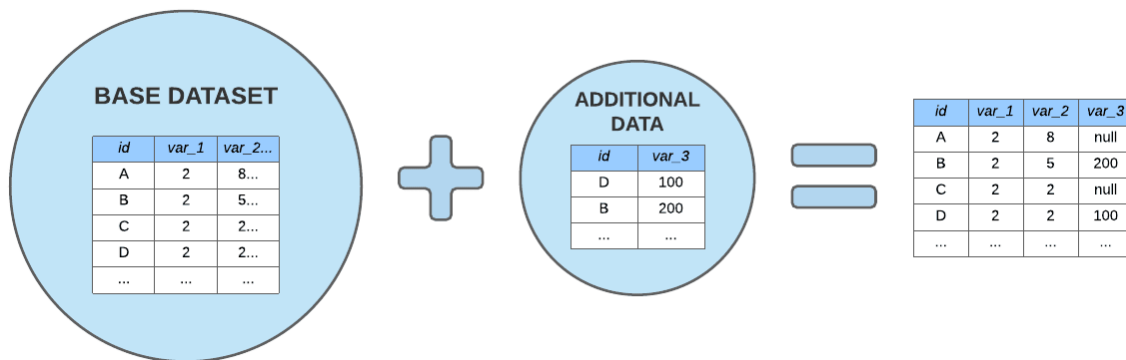 BASE DATASET
id var_1 var_2...
A 2 8...
B 2 5...
C 2 2...
D 2 2...
... ... ...
ADDITIONAL
DATA
id var_3
D 100
B 200
... ...
id var_1 var_2 var_3
A 2 8 null
B 2 5 200
C 2 2 null
D 2 2 100
... ... ... ...